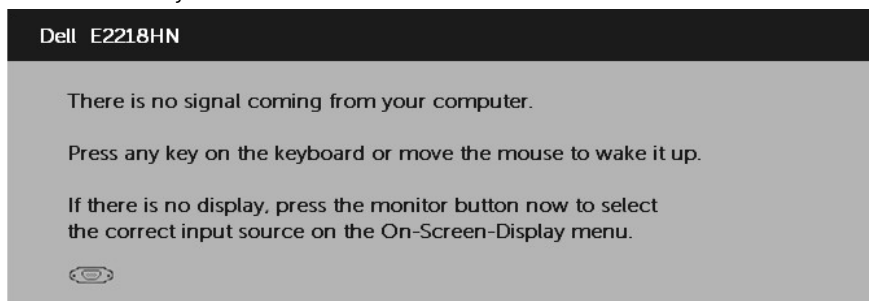 Dell E2218HN
There is no signal coming from your computer.
Press any key on the keyboard or move the mouse to wake it up.
If there is no display, press the monitor button now to select
the correct input source on the On-Screen-Display menu.